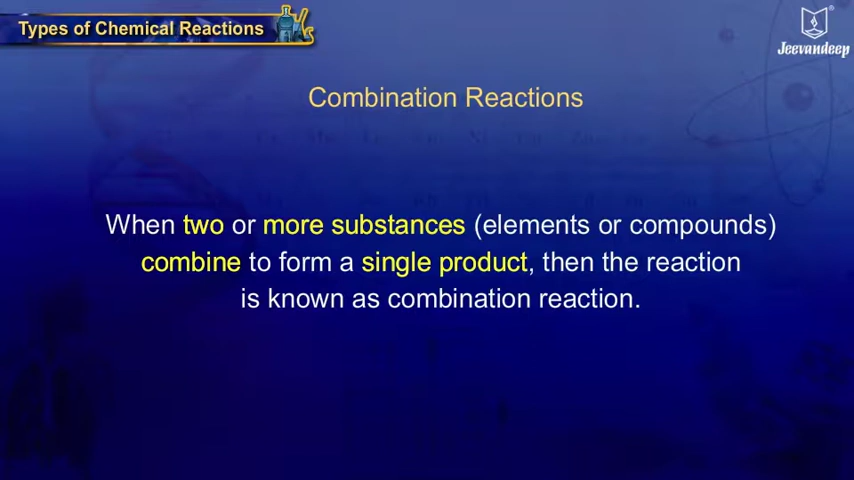 Types of Chemical Reactions
Jeevandeep
Combination Reactions
When two or more substances (elements or compounds)
combine to form a single product, then the reaction
is known as combination reaction.